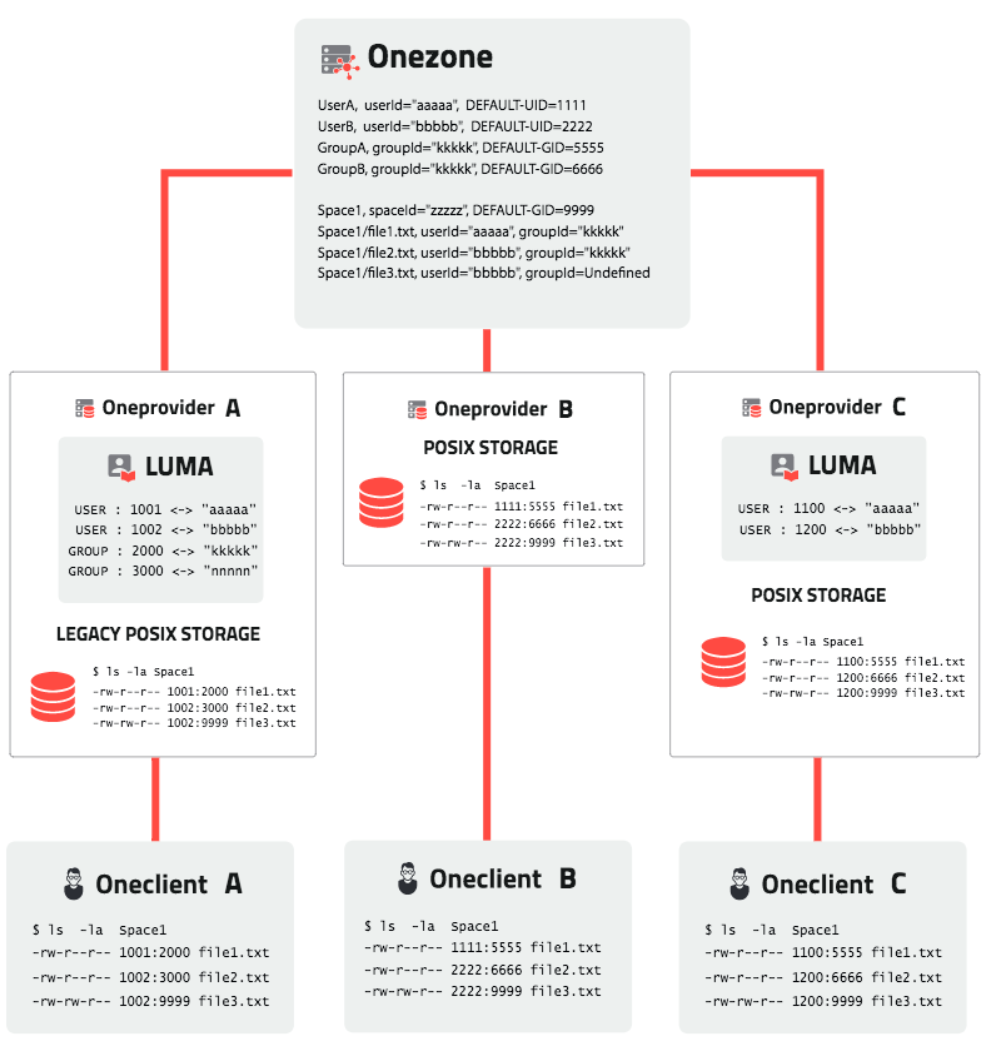 Onezone
UserA, userId="aaaaa", DEFAULT-UID=1111
UserB, userId="bbbbb", DEFAULT-UID=2222
GroupA, groupId="kkkkk", DEFAULT-GID=5555
GroupB, groupId="kkkkk", DEFAULT-GID=6666
Space1, spaceId="zzzzz", DEFAULT-GID=9999
Space1/file1.txt, userId="aaaaa", groupId="kkkkk"
Space1/file2.txt, userId="bbbbb", groupId="kkkkk"
Space1/file3.txt, userId="bbbbb", groupId=Undefined
Oneprovider A
LUMA
USER : 1001 <-> "aaaaa"
USER : 1002 <-> "bbbbb"
GROUP : 2000 <-> "kkkkk"
GROUP : 3000 <-> "nnnnn"
LEGACY POSIX STORAGE
$ ls -la Space1
-rw-r--r-- 1001:2000 file1.txt
-rw-r--r-- 1002:3000 file2.txt
-rw-rw-r-- 1002:9999 file3.txt
Oneprovider B
POSIX STORAGE
$ ls -la Space1
-rw-r--r-- 1111:5555 file1.txt
-rw-r--r-- 2222:6666 file2.txt
-rw-rw-r-- 2222:9999 file3.txt
Oneprovider C
LUMA
USER : 1100 <-> "aaaaa"
USER : 1200 <-> "bbbbb"
POSIX STORAGE
$ ls -la Space1
-rw-r--r-- 1100:5555 file1.txt
-rw-r--r-- 1200:6666 file2.txt
-rw-rw-r-- 1200:9999 file3.txt
Oneclient A
$ ls -la Space1
-rw-r--r-- 1001:2000 file1.txt
-rw-r--r-- 1002:3000 file2.txt
-rw-rw-r-- 1002:9999 file3.txt
Oneclient B
$ ls -la Space1
-rw-r--r-- 1111:5555 file1.txt
-rw-r--r-- 2222:6666 file2.txt
-rw-rw-r-- 2222:9999 file3.txt
Oneclient C
$ ls -la Space1
-rw-r--r-- 1100:5555 file1.txt
-rw-r--r-- 1200:6666 file2.txt
-rw-rw-r-- 1200:9999 file3.txt